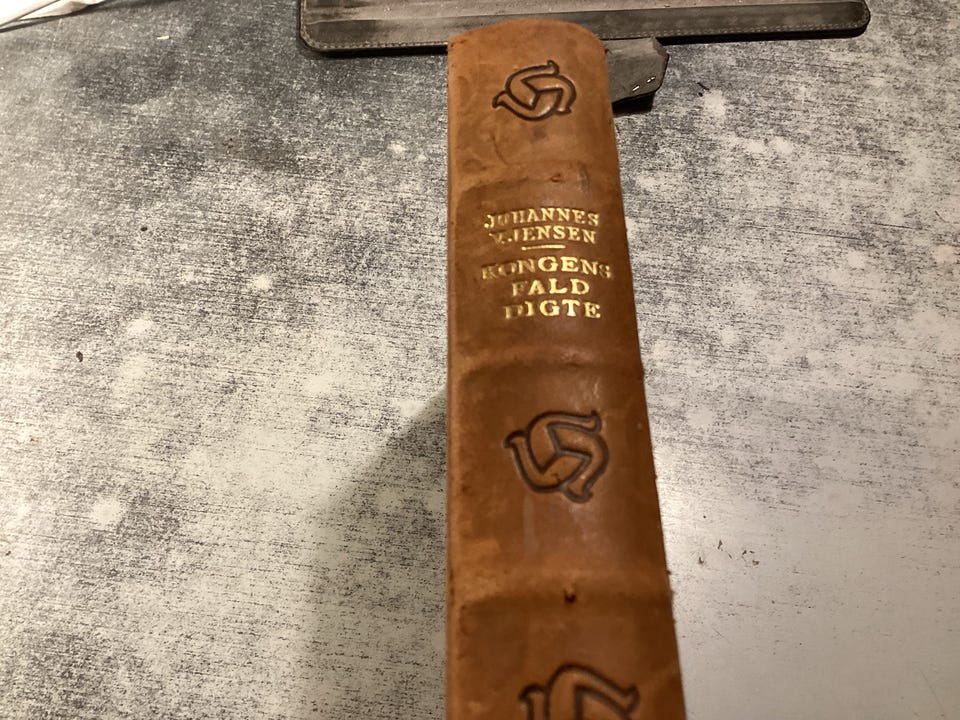 JOHANNES
V. JENSEN
KONGENS
FALD
DIGTE